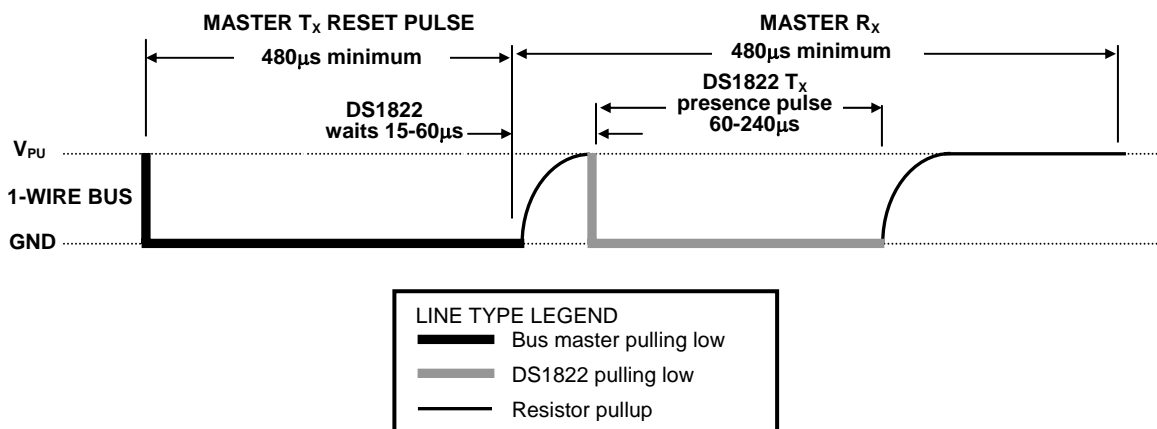 MASTER TX RESET PULSE
480μs minimum
MASTER RX
480μs minimum
DS1822 TX
presence pulse
60-240μs
DS1822
waits 15-60μs
VPU
1-WIRE BUS
GND
LINE TYPE LEGEND
Bus master pulling low
DS1822 pulling low
Resistor pullup